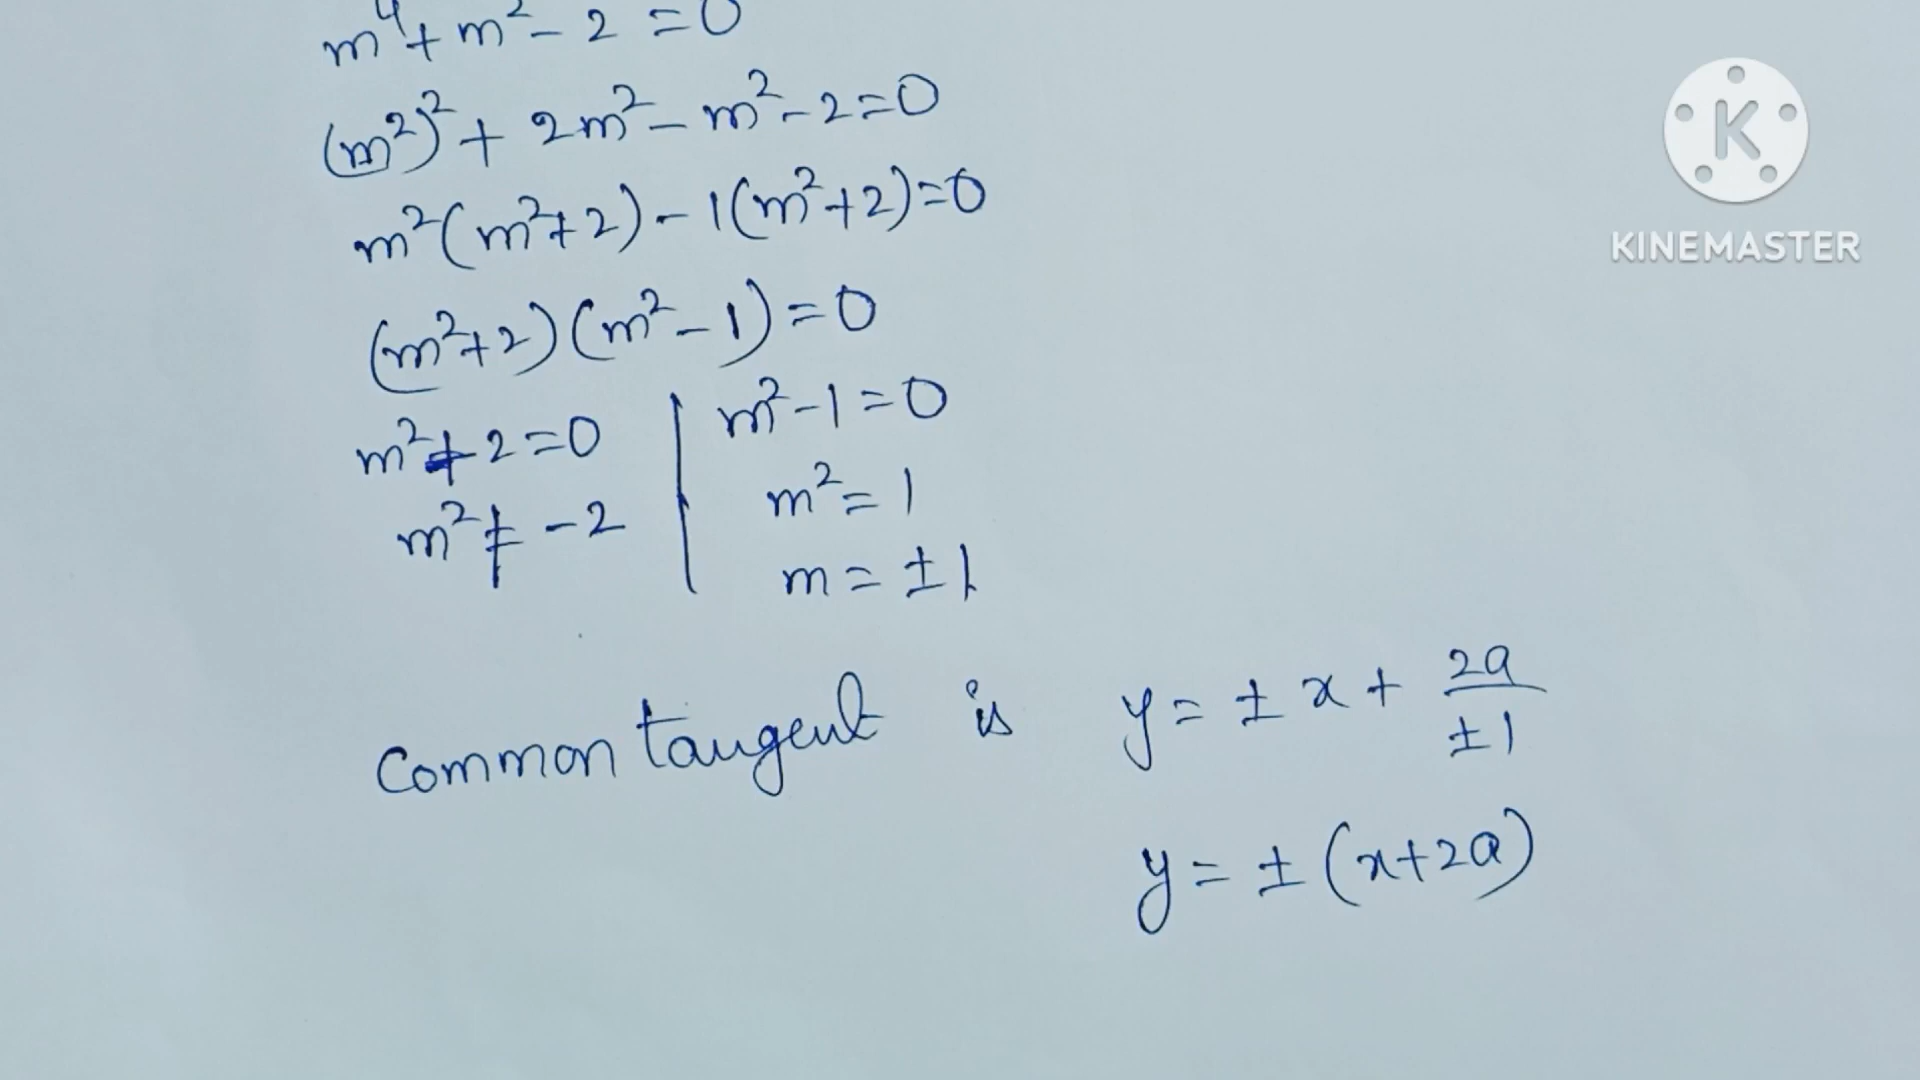 m⁴ + m² - 2 = 0
(m²)² + 2m² - m² - 2 = 0
m²(m²+2) - 1(m²+2) = 0
(m²+2)(m²-1) = 0
m²+2 = 0
m² ≠ -2
m²-1 = 0
m² = 1
m = ±1
Common tangent is y = ± x + 2a/±1
y = ± (x+2a)
K
KINEMASTER